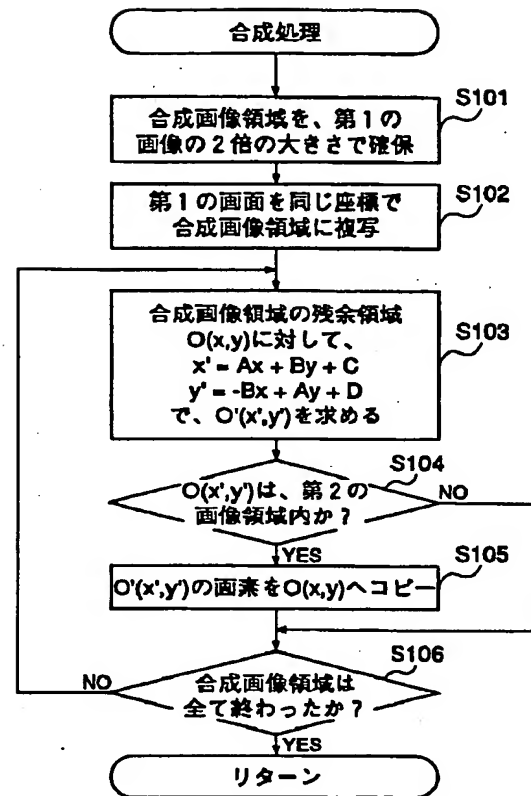 合成処理
S101
合成画像領域を、第1の
画像の2倍の大きさで確保
S102
第1の画面を同じ座標で
合成画像領域に複写
合成画像領域の残余領域
O(x,y)に対して、
S103
x' = Ax + By + C
y' = -Bx + Ay + D
で、O'(x',y')を求める
S104
O(x',y')は、第2の
画像領域内か？
NO
YES
S105
O'(x',y')の画素をO(x,y)へコピー
S106
NO
合成画像領域は
全て終わったか？
YES
リターン